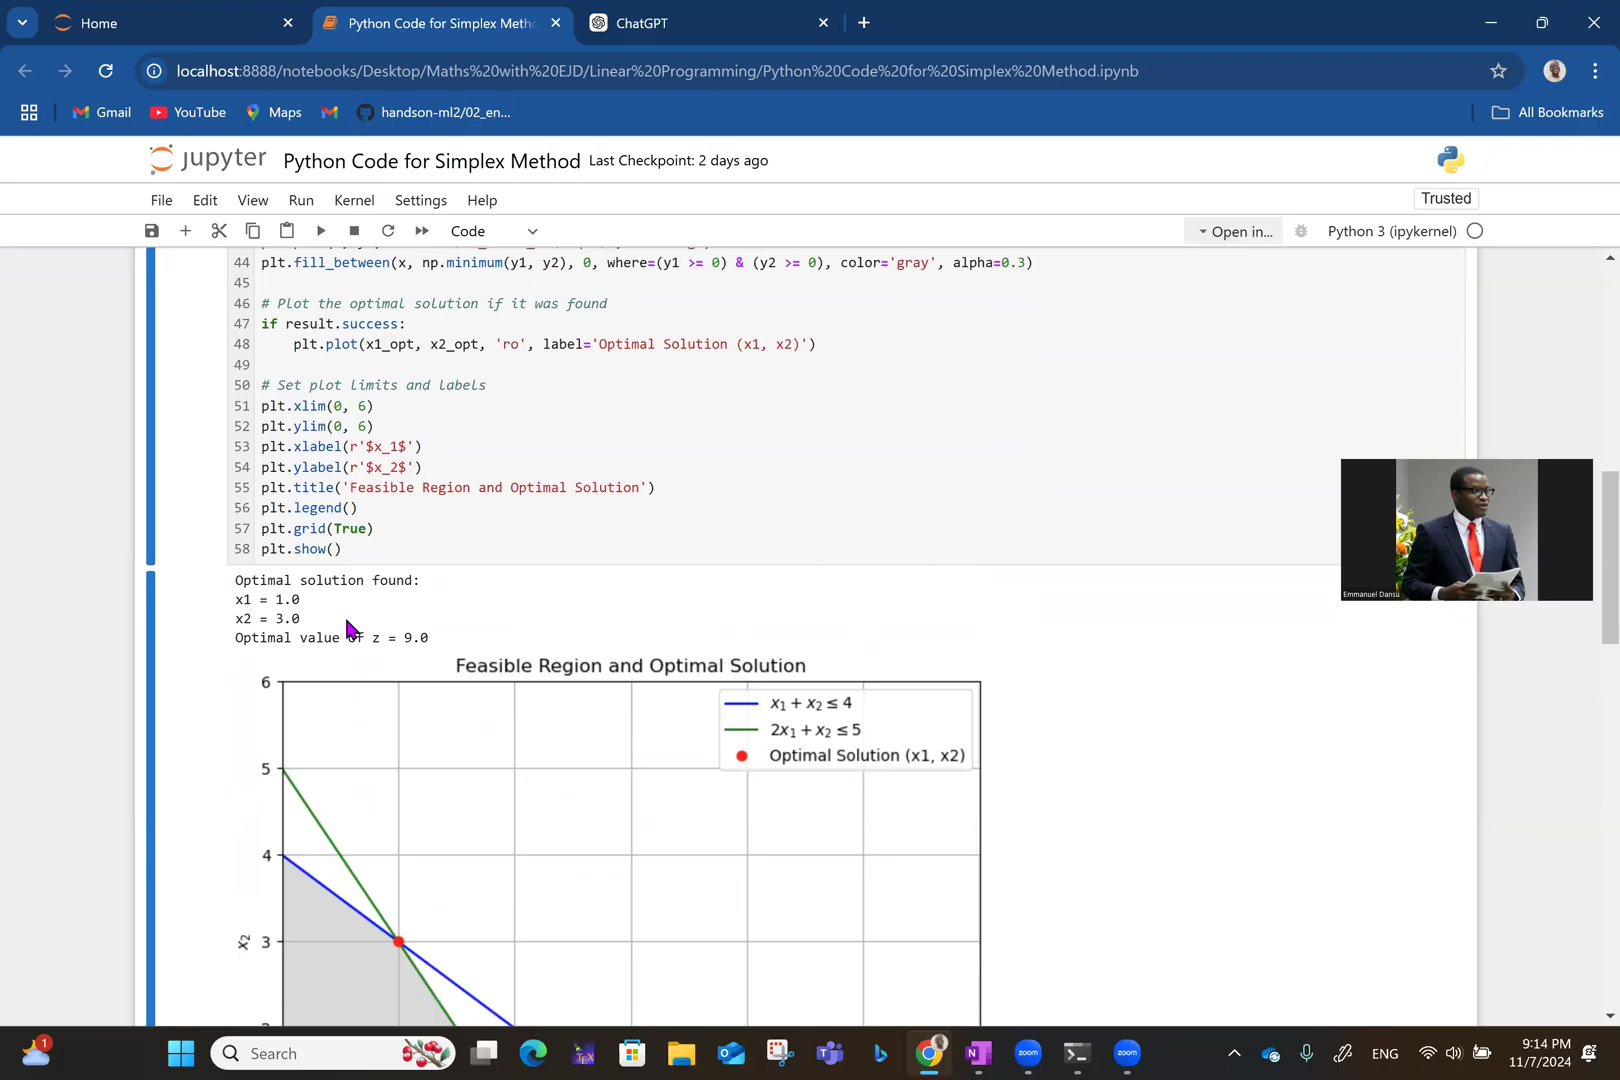 Home
Python Code for Simplex Meth
ChatGPT
localhost:8888/notebooks/Desktop/Maths%20with%20EJD/Linear%20Programming/Python%20Code%20for%20Simplex%20Method.ipynb
Gmail
YouTube
Maps
handson-ml2/02_en...
All Bookmarks
jupyter
Python Code for Simplex Method Last Checkpoint: 2 days ago
File Edit View Run Kernel Settings Help
Trusted
Code
Open in...
Python 3 (ipykernel)
44 plt.fill_between(x, np.minimum(y1, y2), 0, where=(y1 >= 0) & (y2 >= 0), color='gray', alpha=0.3)
45
46 # Plot the optimal solution if it was found
47 if result.success:
48     plt.plot(x1_opt, x2_opt, 'ro', label='Optimal Solution (x1, x2)')
49
50 # Set plot limits and labels
51 plt.xlim(0, 6)
52 plt.ylim(0, 6)
53 plt.xlabel(r'$x_1$')
54 plt.ylabel(r'$x_2$')
55 plt.title('Feasible Region and Optimal Solution')
56 plt.legend()
57 plt.grid(True)
58 plt.show()
Emmanuel Dansu
Optimal solution found:
x1 = 1.0
x2 = 3.0
Optimal value of z = 9.0
Feasible Region and Optimal Solution
6
x₁ + x₂ ≤ 4
2x₁ + x₂ ≤ 5
Optimal Solution (x1, x2)
5
4
3
x₂
1
Search
TEX
zoom
zoom
ENG
9:14 PM
11/7/2024